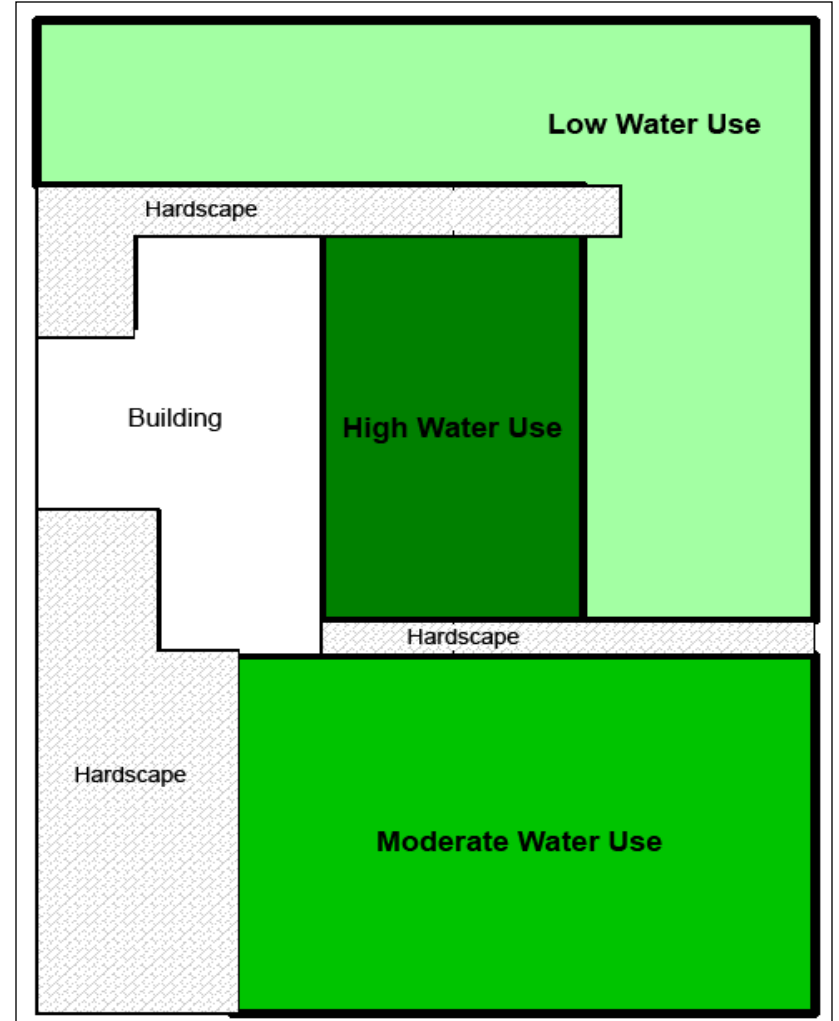 Low Water Use
Hardscape
Building
High Water Use
Hardscape
Hardscape
Moderate Water Use